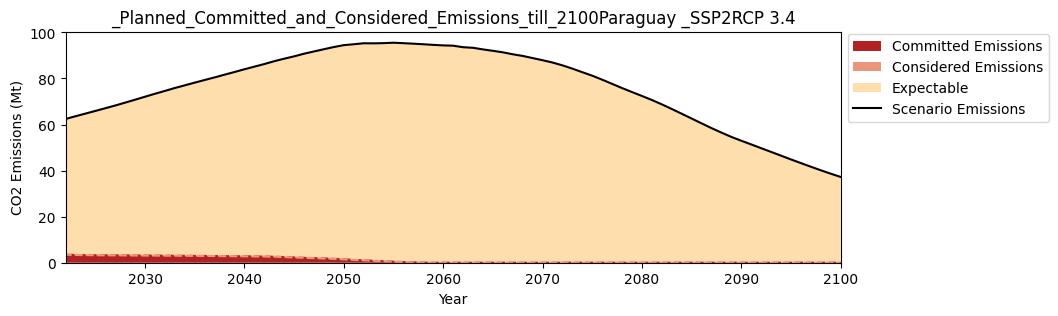 _Planned_Committed_and_Considered_Emissions_till_2100Paraguay _SSP2RCP 3.4
100
80
60
40
20
0
CO2 Emissions (Mt)
2030 2040 2050 2060 2070 2080 2090 2100
Year
Committed Emissions
Considered Emissions
Expectable
Scenario Emissions